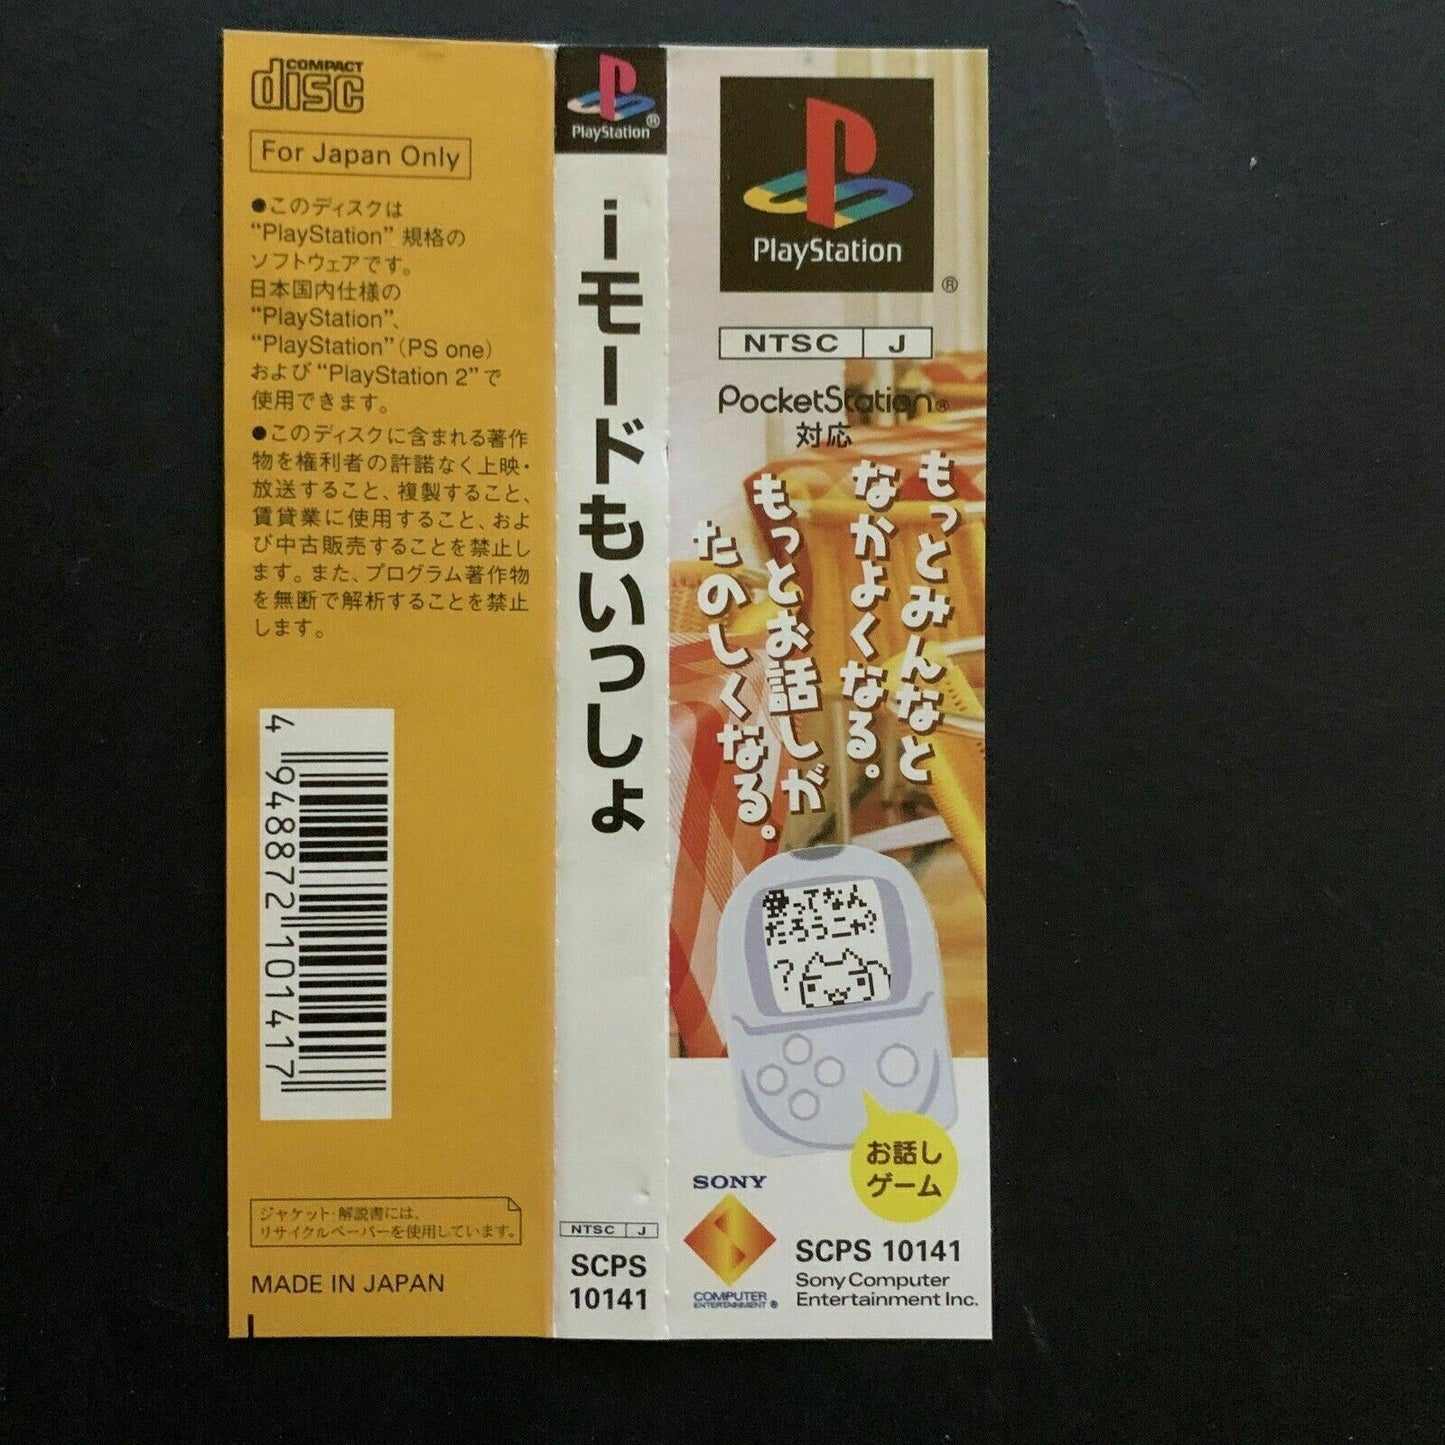 COMPACT
disc
For Japan Only
●このディスクは
“PlayStation” 規格の
ソフトウェアです。
日本国内仕様の
“PlayStation”、
“PlayStation”（PS one）
および “PlayStation 2” で
使用できます。
●このディスクに含まれる著作
物を権利者の許諾なく上映・
放送すること、複製すること、
賃貸業に使用すること、およ
び中古販売することを禁止し
ます。また、プログラム著作物
を無断で解析することを禁止
します。
4 948872 101417
ジャケット・解説書には、
リサイクルペーパーを使用しています。
MADE IN JAPAN
PlayStation®
iモードもいっしょ
NTSC J
SCPS
10141
PlayStation
®
NTSC J
PocketStation®
対応
もっとみんなと
なかよくなる。
もっとお話しが
たのしくなる。
愛ってなん
だろうニャ?
?
お話し
ゲーム
SONY
COMPUTER
ENTERTAINMENT®
SCPS 10141
Sony Computer
Entertainment Inc.